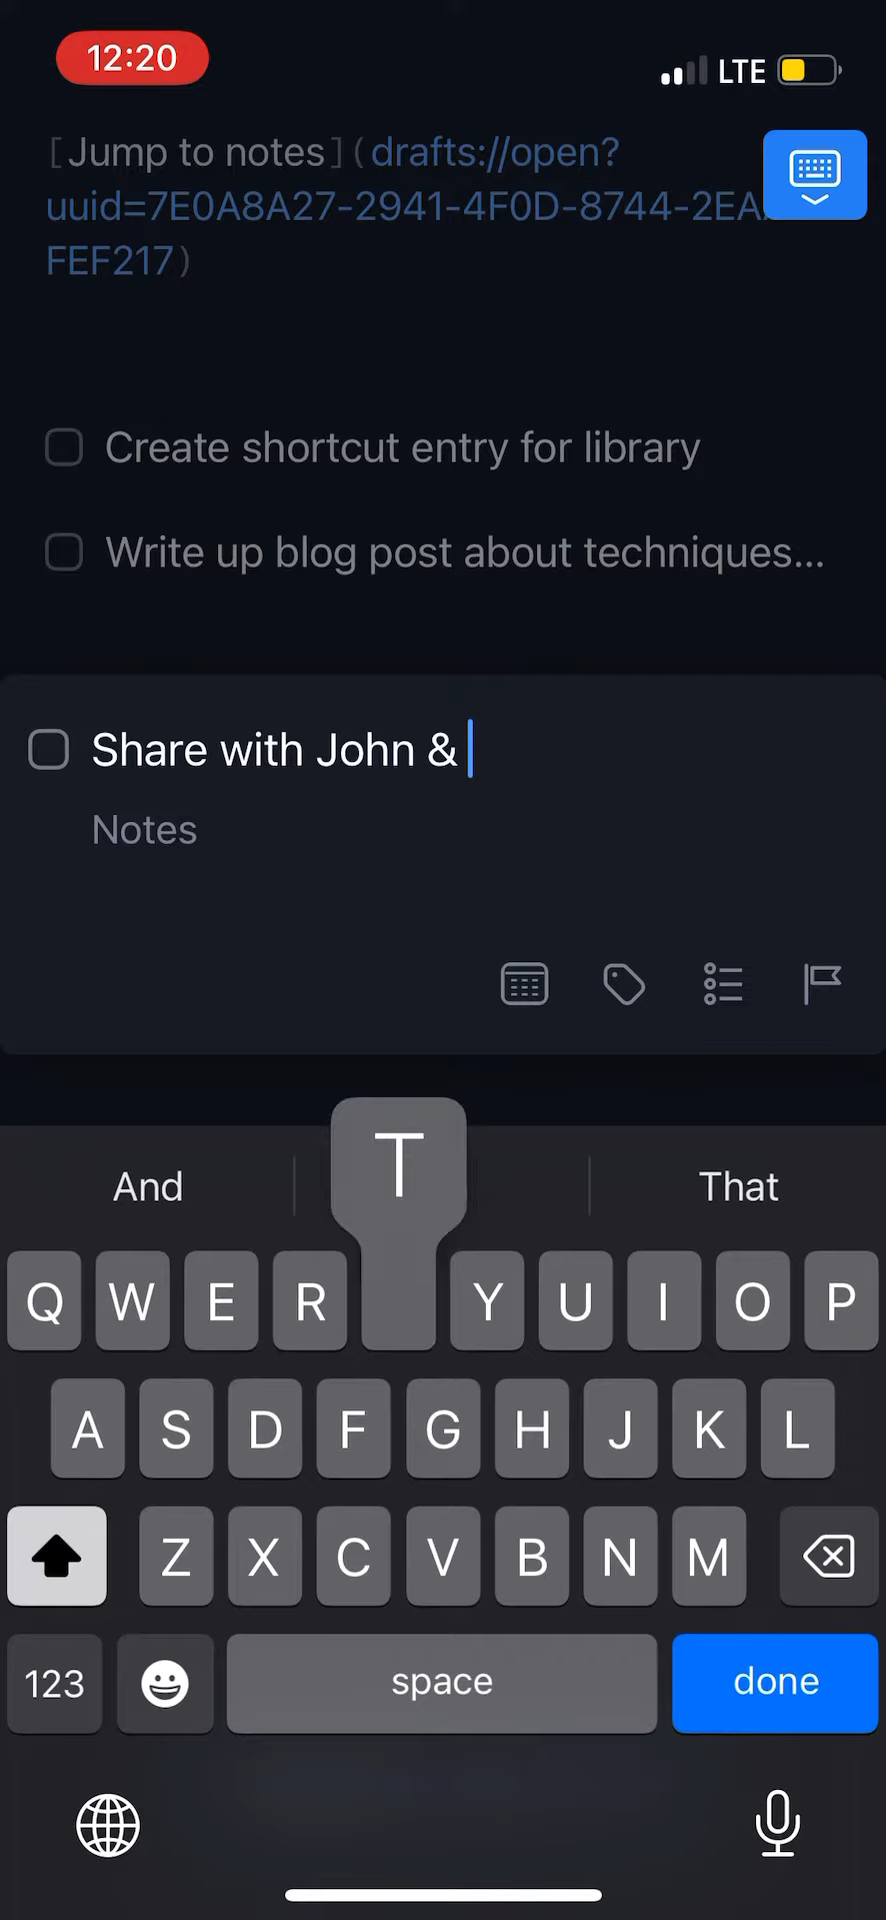 12:20
LTE
[Jump to notes](drafts://open?
uuid=7E0A8A27-2941-4F0D-8744-2EA
FEF217)
Create shortcut entry for library
Write up blog post about techniques...
Share with John &
Notes
And
That
T
Q W E R Y U I O P
A S D F G H J K L
Z X C V B N M
123 space done